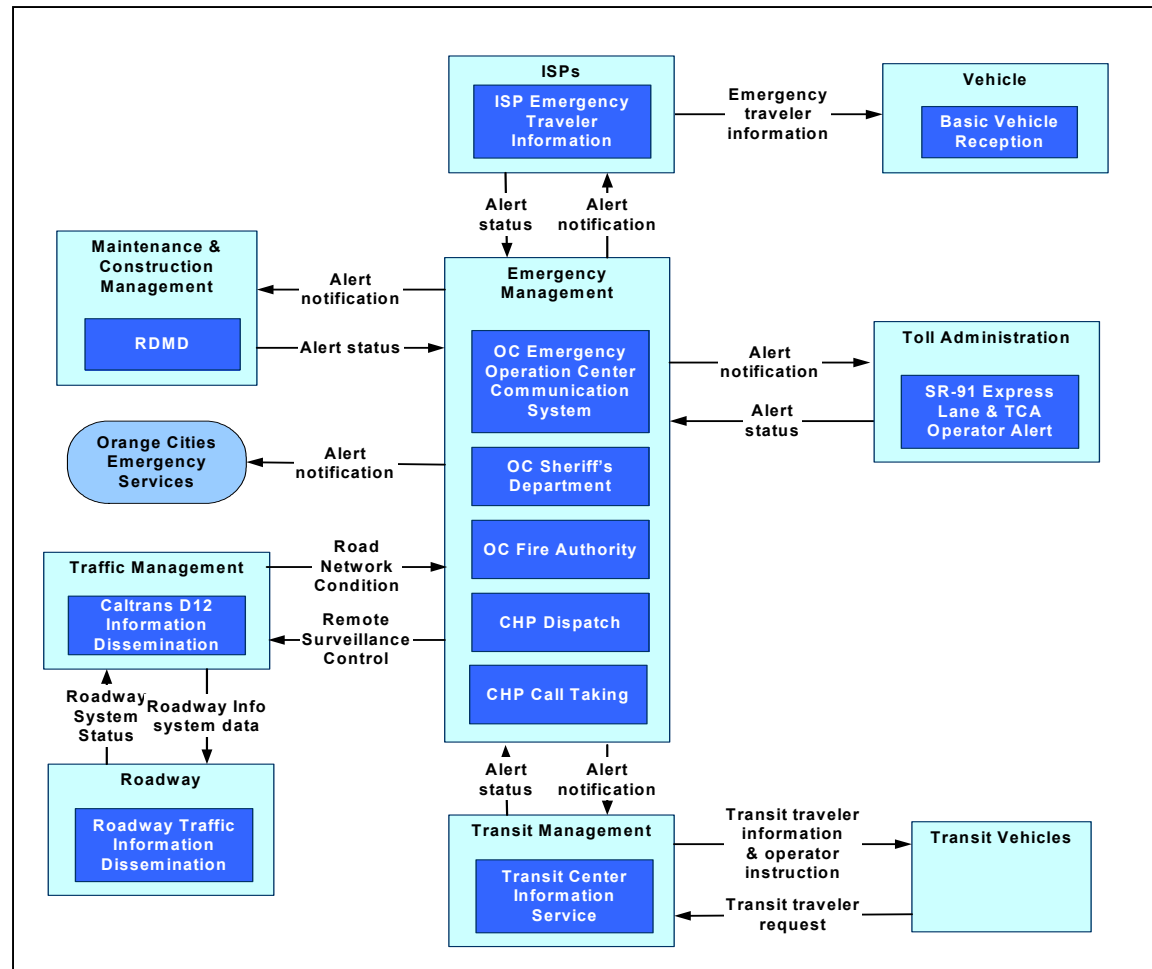 ISPs
ISP Emergency
Traveler
Information
Emergency
traveler
information
Vehicle
Basic Vehicle
Reception
Alert
status
Alert
notification
Maintenance &
Construction
Management
RDMD
Alert
notification
Alert status
Emergency
Management
OC Emergency
Operation Center
Communication
System
OC Sheriff's
Department
OC Fire Authority
CHP Dispatch
CHP Call Taking
Alert
notification
Alert
status
Toll Administration
SR-91 Express
Lane & TCA
Operator Alert
Orange Cities
Emergency
Services
Alert
notification
Traffic Management
Caltrans D12
Information
Dissemination
Road
Network
Condition
Remote
Surveillance
Control
Roadway
System
Status
Roadway Info
system data
Roadway
Roadway Traffic
Information
Dissemination
Alert
status
Alert
notification
Transit Management
Transit Center
Information
Service
Transit traveler
information
& operator
instruction
Transit traveler
request
Transit Vehicles